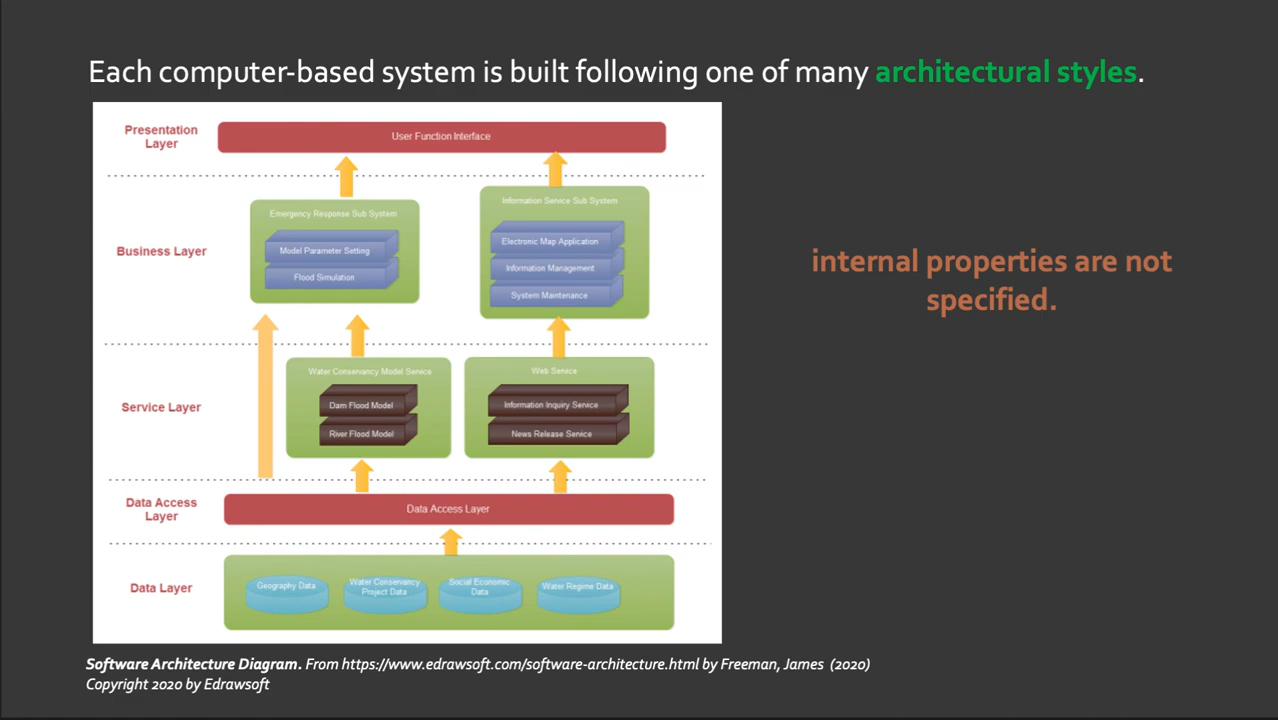 Each computer-based system is built following one of many architectural styles.
Presentation
Layer
User Function Interface
Business Layer
Emergency Response Sub System
Model Parameter Setting
Flood Simulation
Information Service Sub System
Electronic Map Application
Information Management
System Maintenance
internal properties are not
specified.
Service Layer
Water Conservancy Model Service
Dam Flood Model
River Flood Model
Web Service
Information Inquiry Service
News Release Service
Data Access
Layer
Data Access Layer
Data Layer
Geography Data
Water Conservancy
Project Data
Social Economic
Data
Water Regime Data
Software Architecture Diagram. From https://www.edrawsoft.com/software-architecture.html by Freeman, James (2020)
Copyright 2020 by Edrawsoft